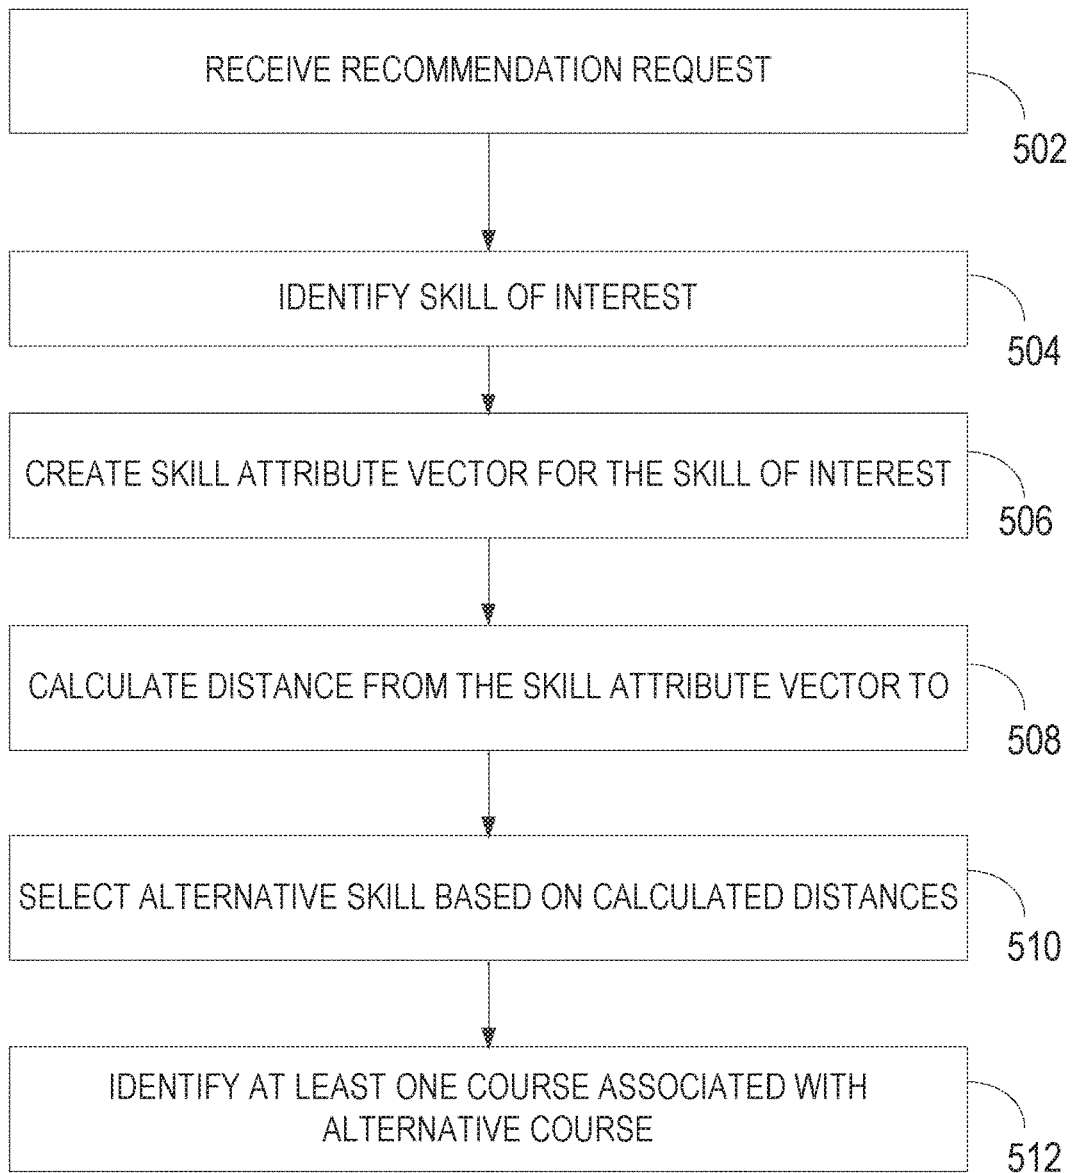 RECEIVE RECOMMENDATION REQUEST
502
IDENTIFY SKILL OF INTEREST
504
CREATE SKILL ATTRIBUTE VECTOR FOR THE SKILL OF INTEREST
506
CALCULATE DISTANCE FROM THE SKILL ATTRIBUTE VECTOR TO
508
SELECT ALTERNATIVE SKILL BASED ON CALCULATED DISTANCES
510
IDENTIFY AT LEAST ONE COURSE ASSOCIATED WITH
ALTERNATIVE COURSE
512